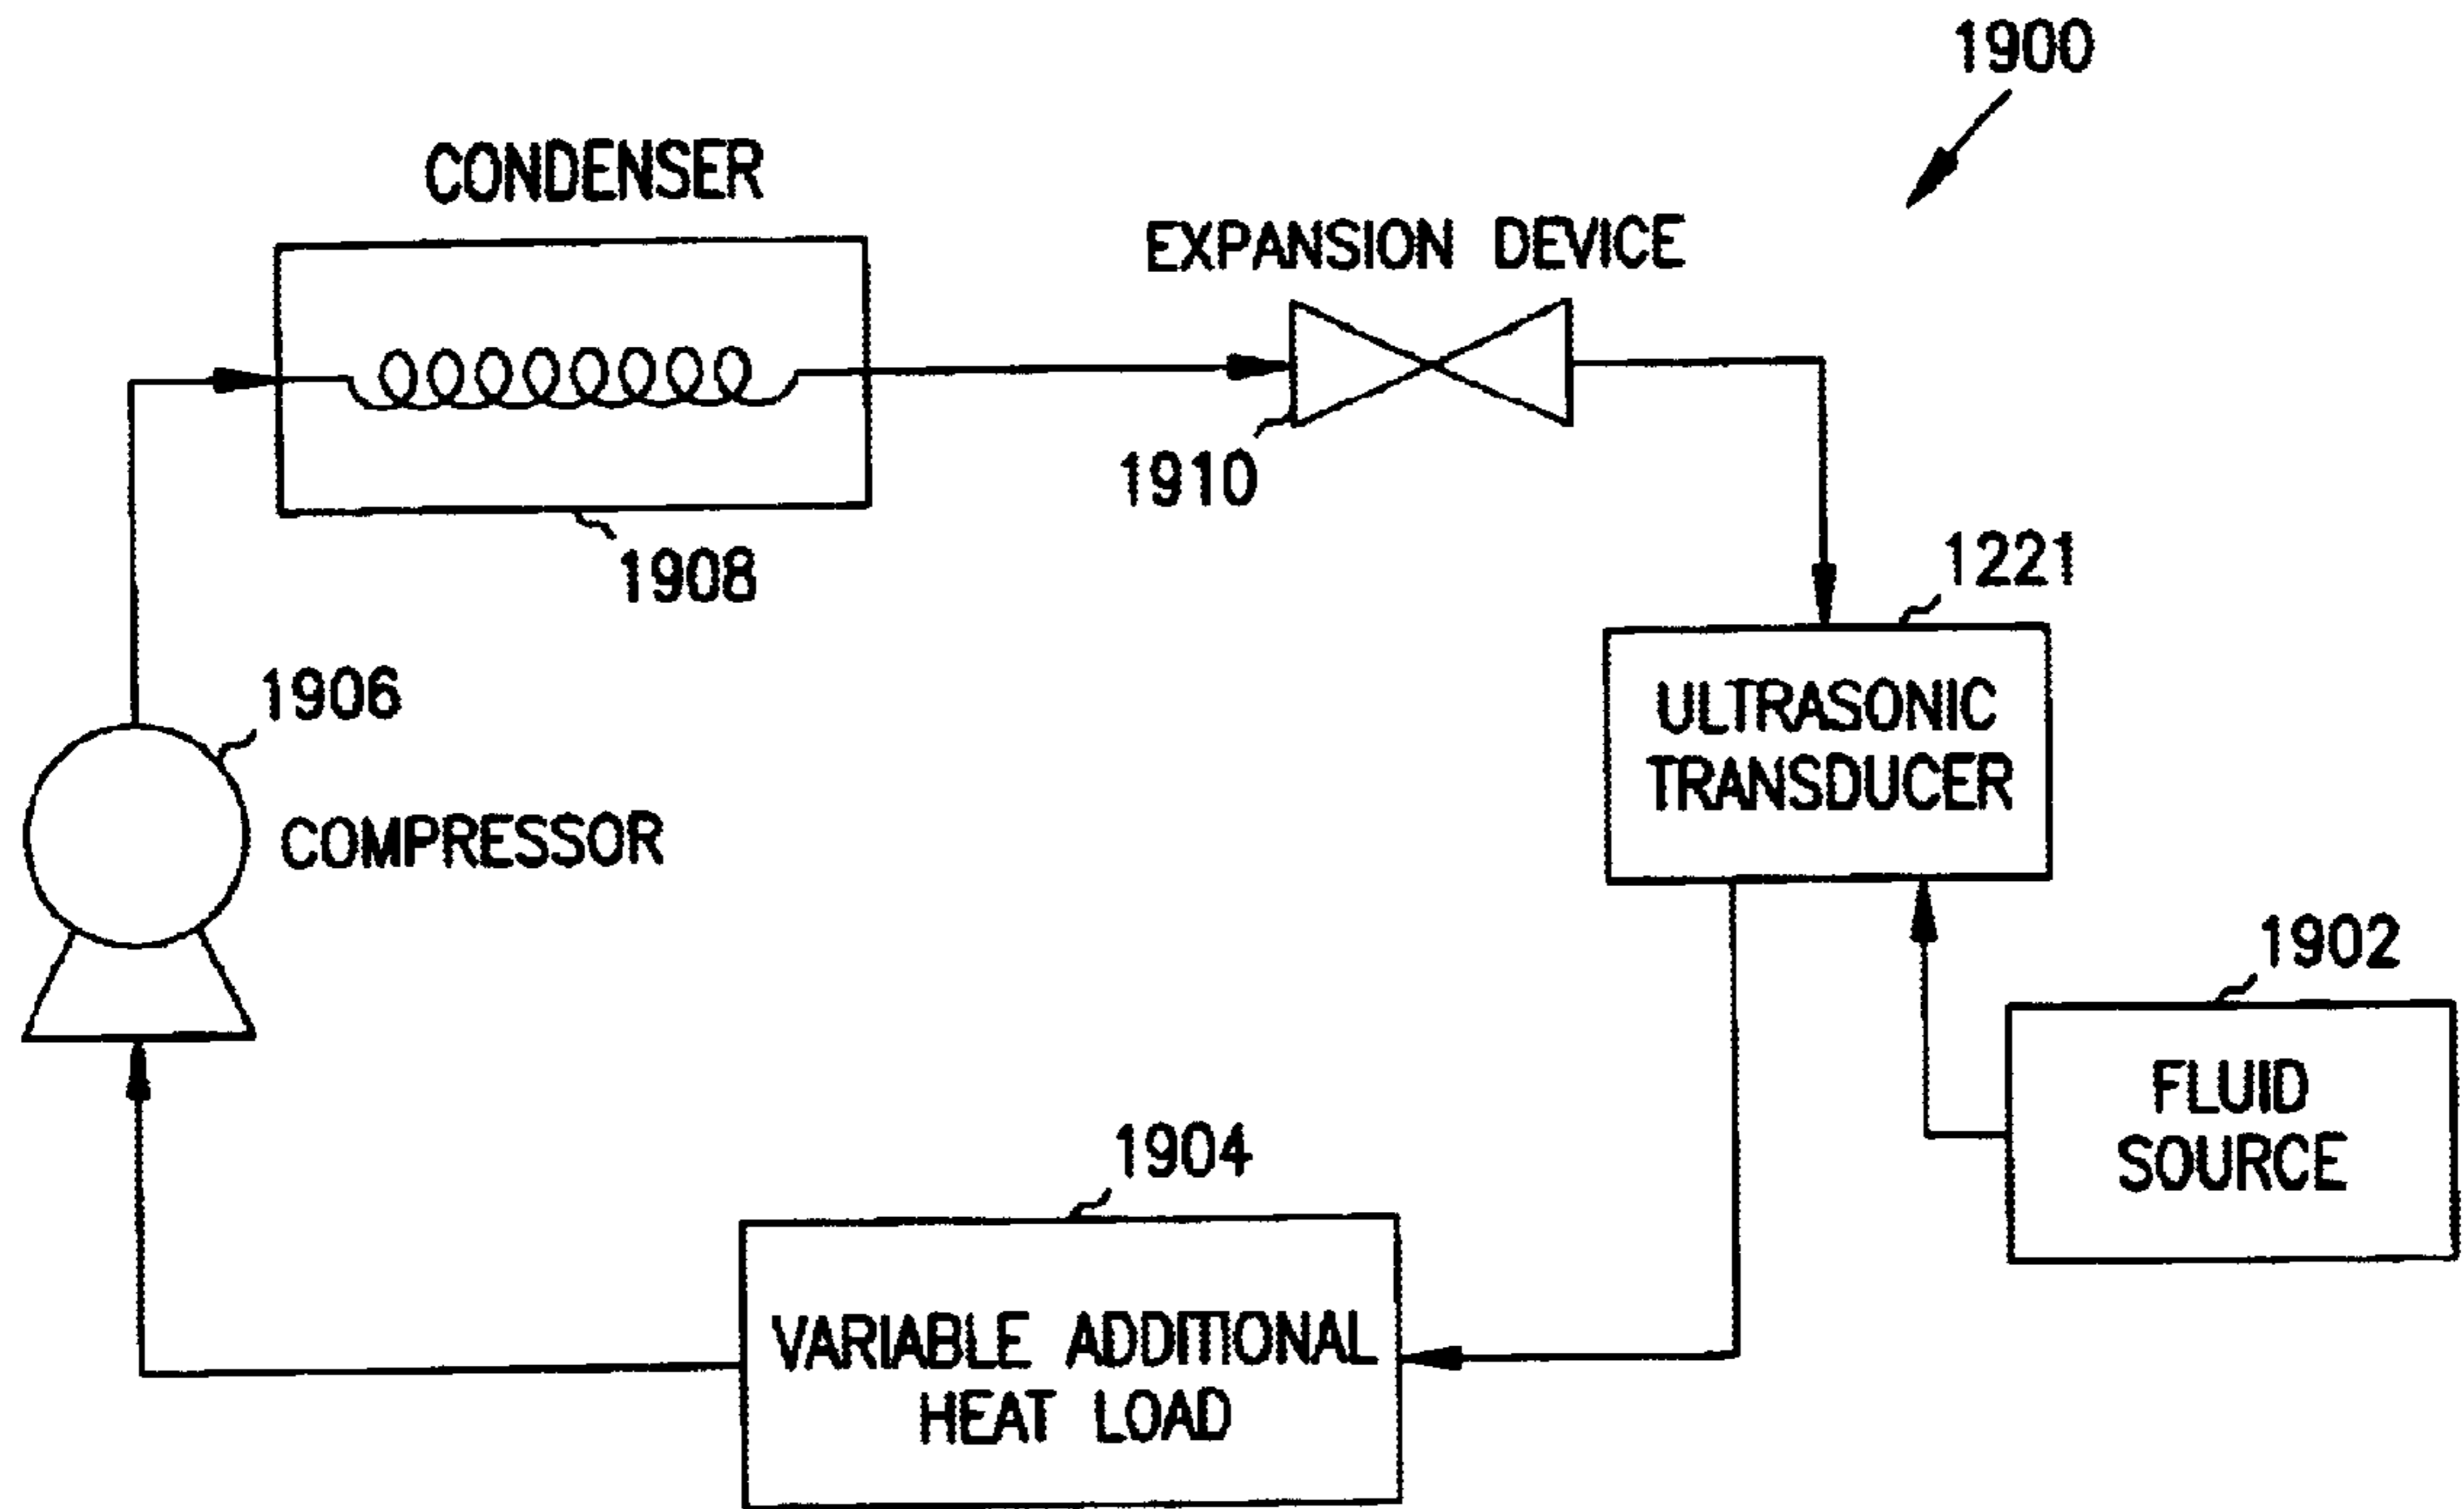 1900
CONDENSER
EXPANSION DEVICE
1910
1908
1221
ULTRASONIC
TRANSDUCER
1906
COMPRESSOR
1902
FLUID
SOURCE
1904
VARIABLE ADDITIONAL
HEAT LOAD